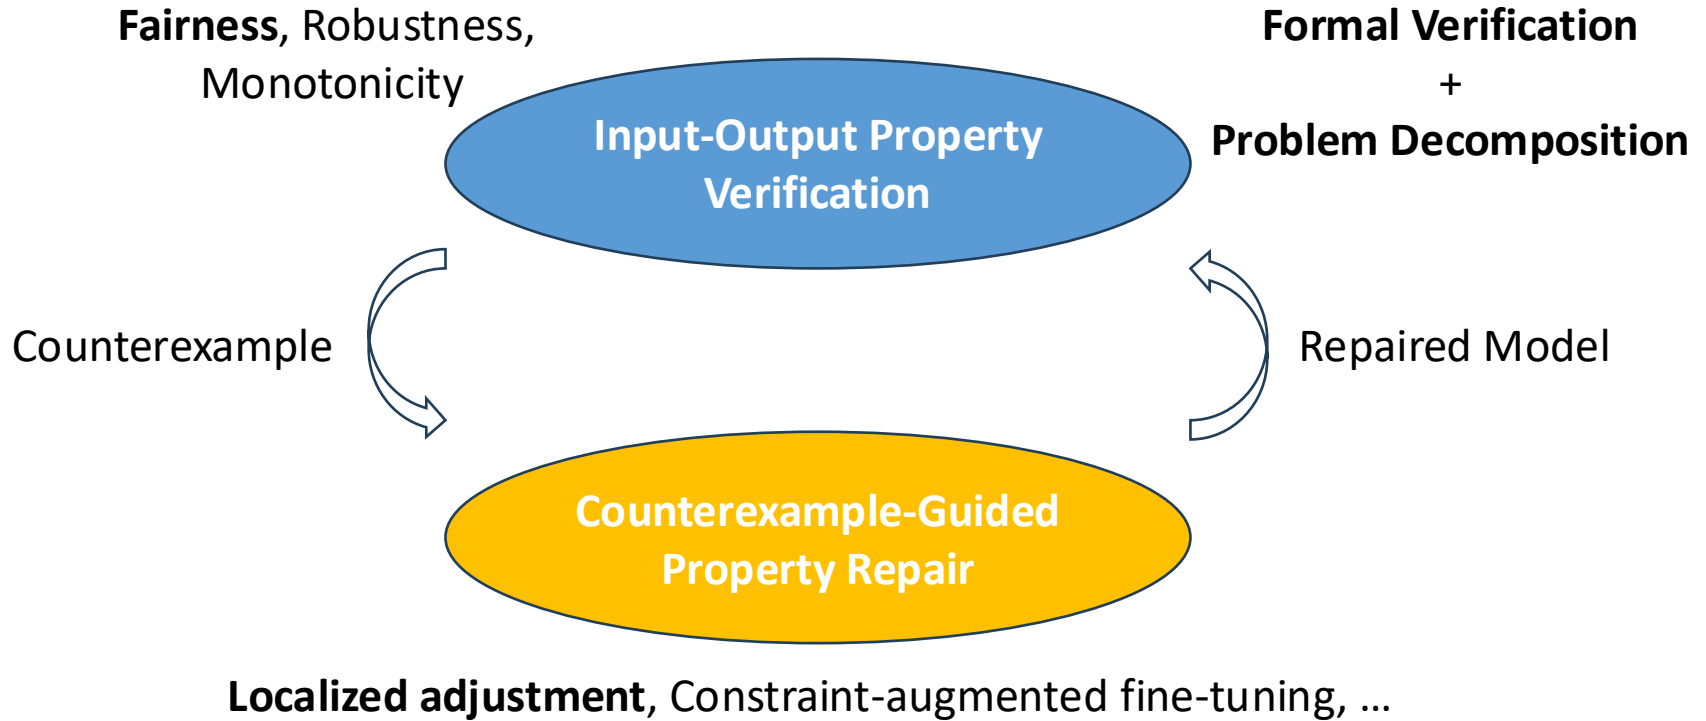 Fairness, Robustness,
Monotonicity
Formal Verification
+
Problem Decomposition
Input-Output Property
Verification
Counterexample
Repaired Model
Counterexample-Guided
Property Repair
Localized adjustment, Constraint-augmented fine-tuning, ...